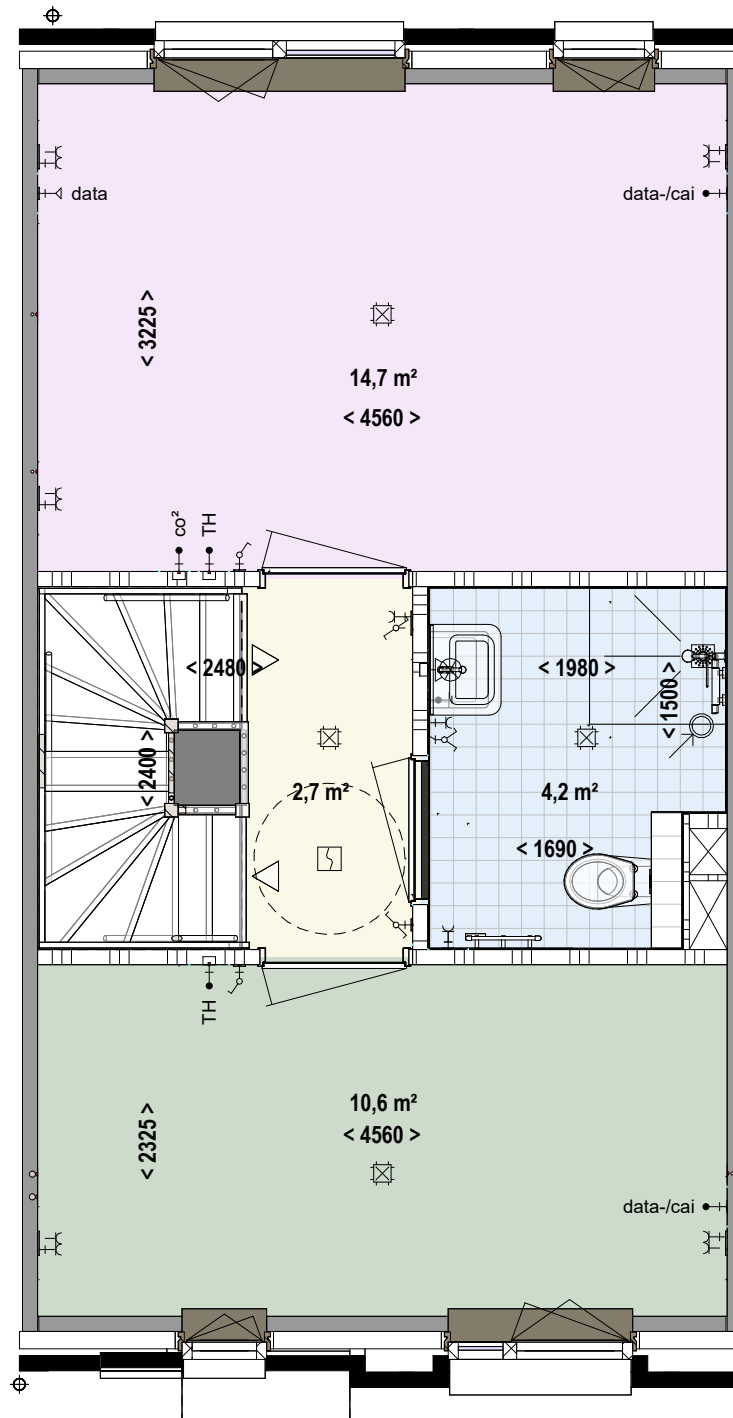 data
data-/cai
< 3225 >
14,7 m²
< 4560 >
co²
TH
< 2480 >
< 1980 >
< 1500 >
< 2400 >
2,7 m²
4,2 m²
< 1690 >
TH
10,6 m²
< 4560 >
< 2325 >
data-/cai